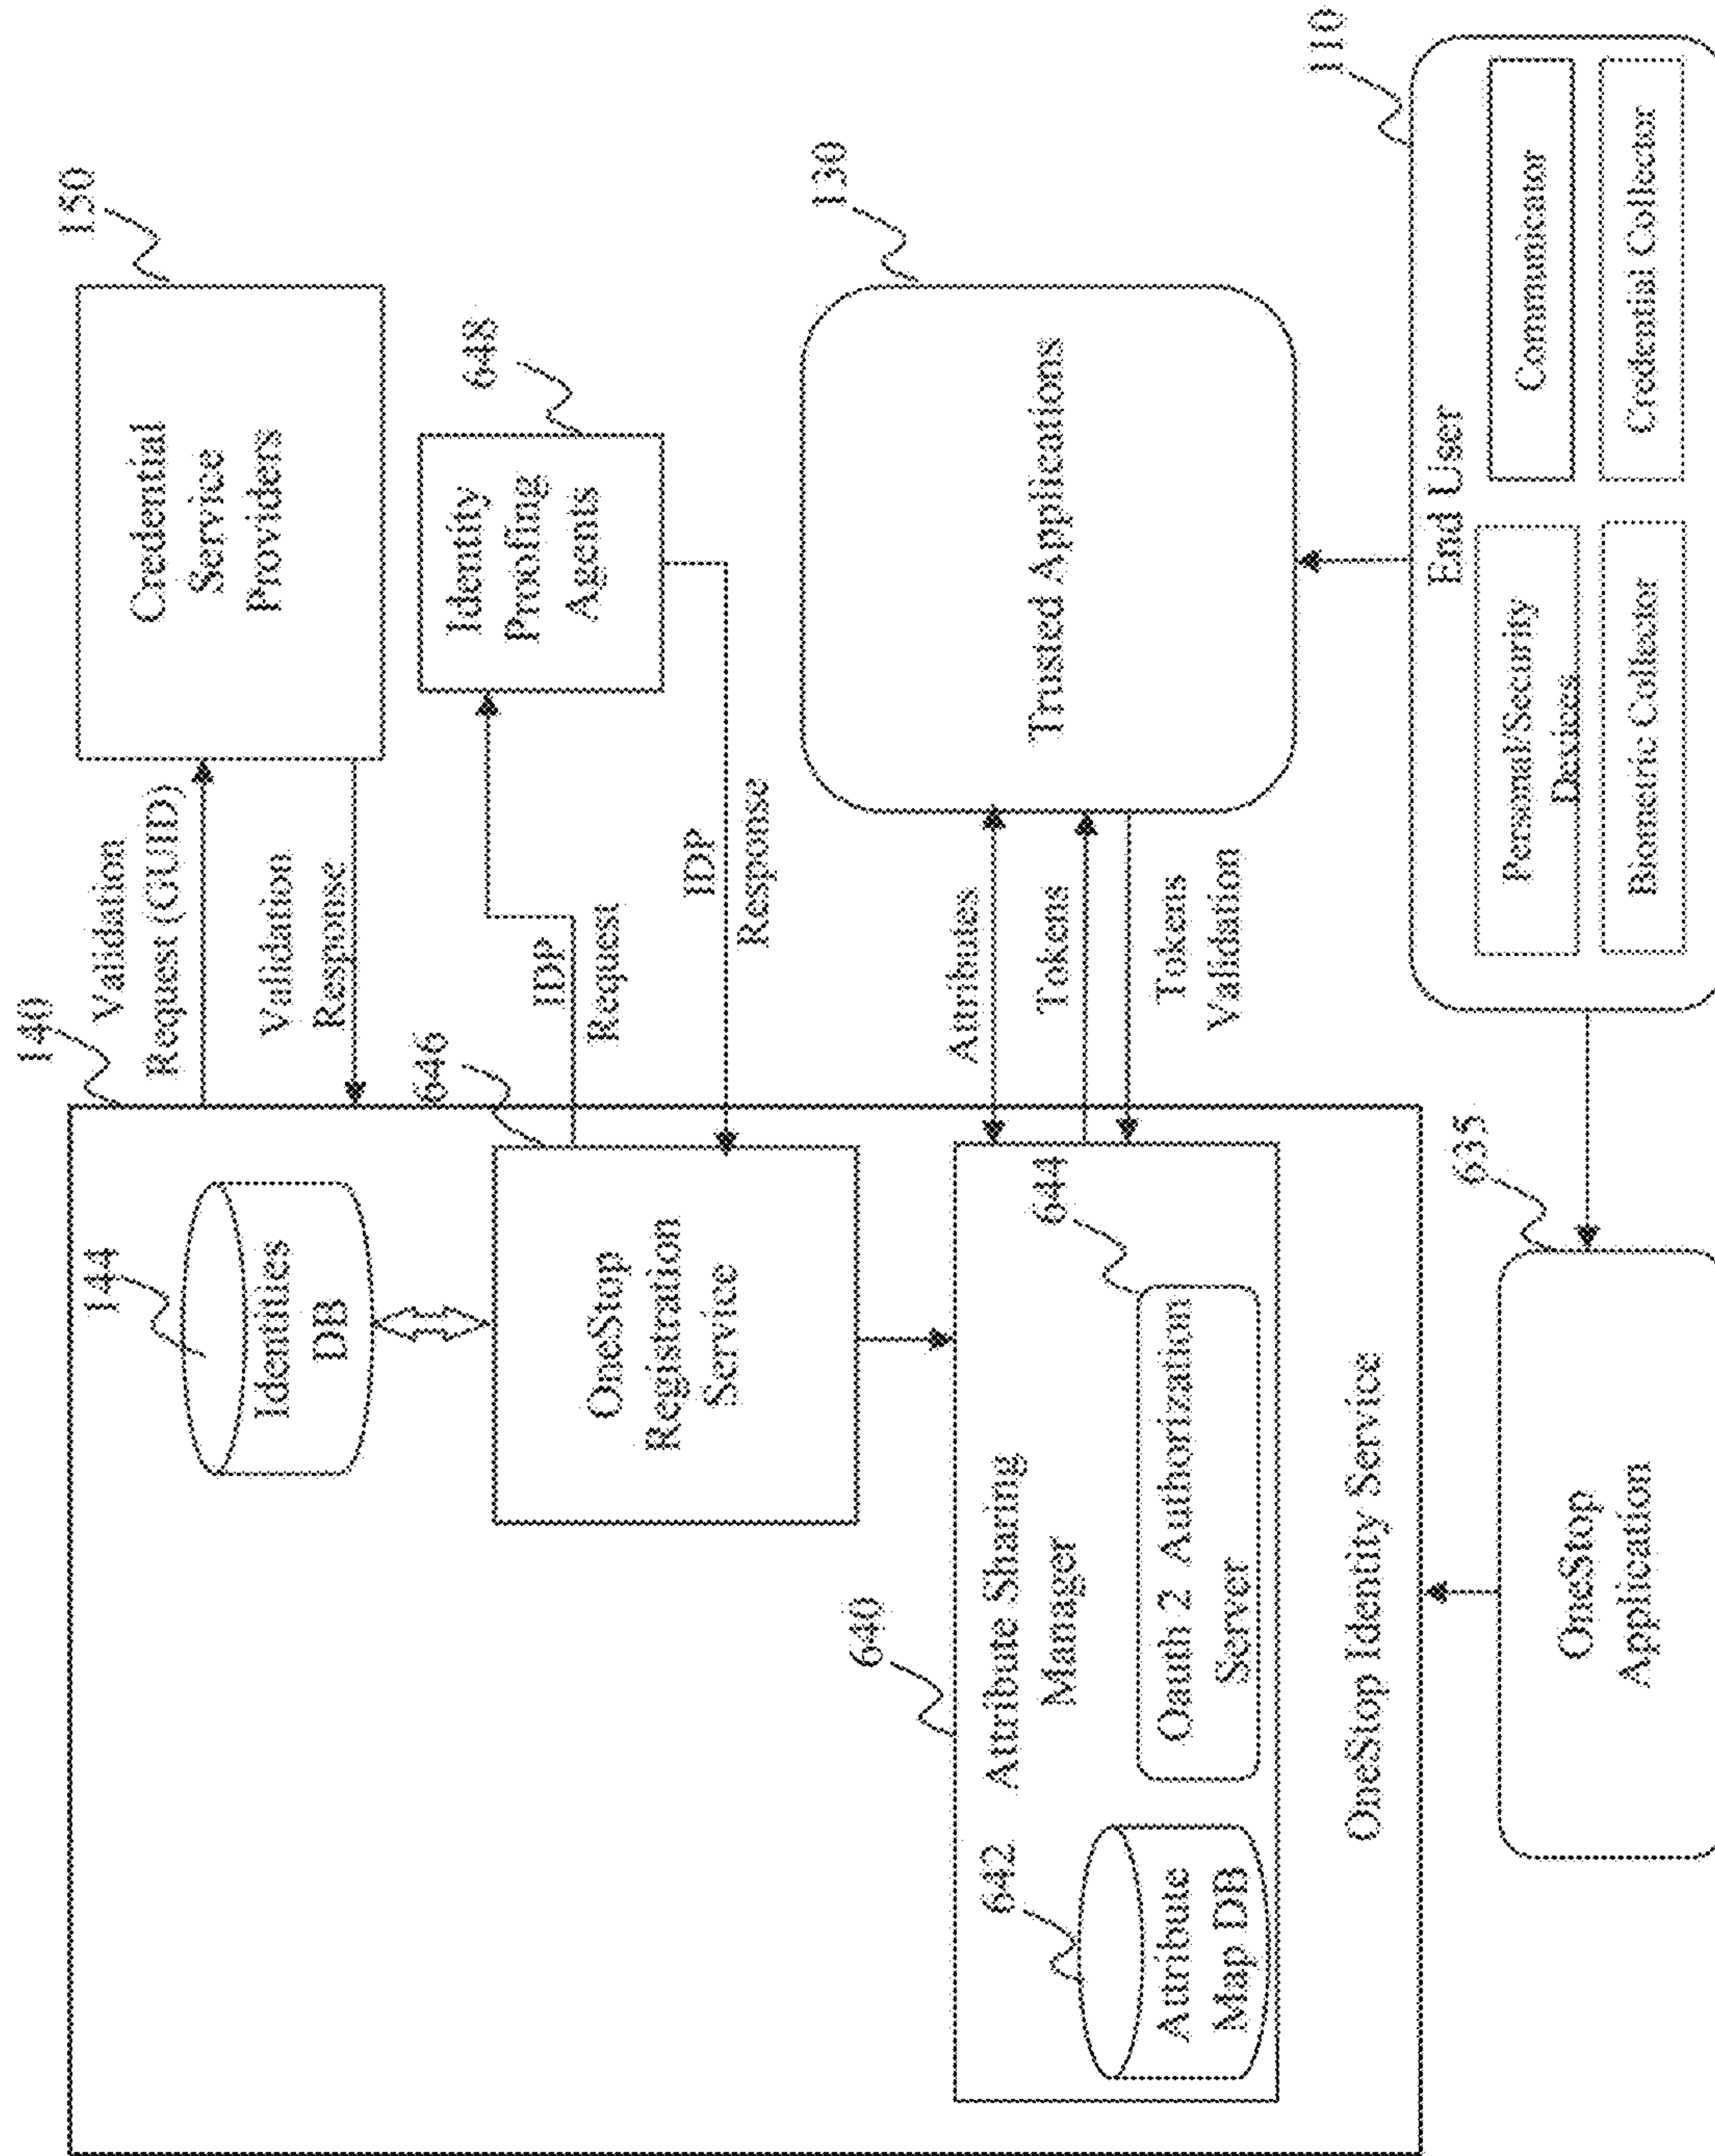 140
144
Identities
DB
646
OneStop
Registration
Service
640
Attribute Sharing
Manager
642
Attribute
Map DB
644
Oauth 2 Authorization
Server
OneStop Identity Service
Validation
Request (GUID)
Validation
Response
150
Credential
Service
Providers
IDP
Request
IDP
Response
648
Identity
Proofing
Agents
Attributes
Tokens
Tokens
Validation
130
Trusted Applications
635
OneStop
Application
110
End User
Personal/Security
Devices
Communicator
Biometric Collector
Credential Collector